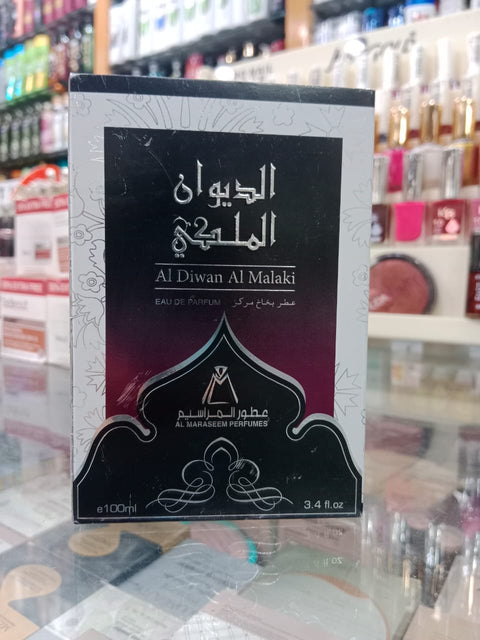 الديوان
الملكي
Al Diwan Al Malaki
EAU DE PARFUM عطر بخاخ مركز
عطور المراسيم
AL MARASEEM PERFUMES
e100ml 3.4 fl.oz